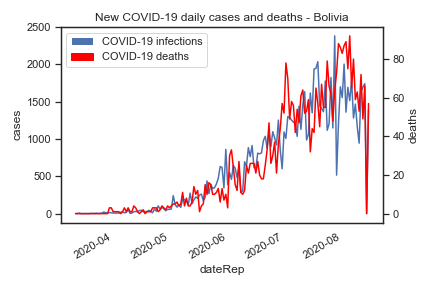 New COVID-19 daily cases and deaths - Bolivia
COVID-19 infections
COVID-19 deaths
2500
2000
1500
1000
500
0
cases
80
60
40
20
0
deaths
2020-04
2020-05
2020-06
2020-07
2020-08
dateRep